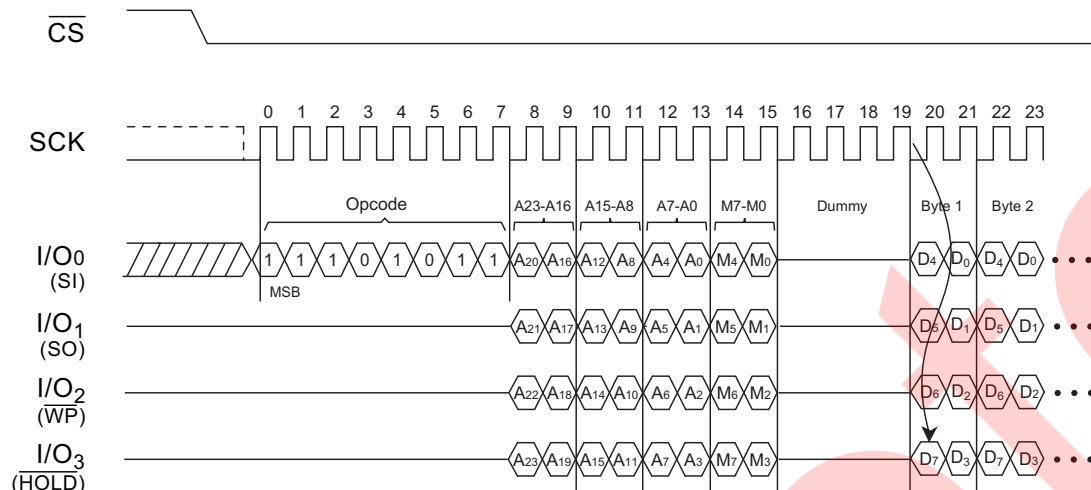 CS
0 1 2 3 4 5 6 7 8 9 10 11 12 13 14 15 16 17 18 19 20 21 22 23
SCK
Opcode A23-A16 A15-A8 A7-A0 M7-M0 Dummy Byte 1 Byte 2
I/O0 1 1 1 0 1 0 1 1 A20 A16 A12 A8 A4 A0 M4 M0 D4 D0 D4 D0
(SI)
MSB
I/O1 A21 A17 A13 A9 A5 A1 M5 M1 D5 D1 D5 D1
(SO)
I/O2 A22 A18 A14 A10 A6 A2 M6 M2 D6 D2 D6 D2
(WP)
I/O3 A23 A19 A15 A11 A7 A3 M7 M3 D7 D3 D7 D3
(HOLD)